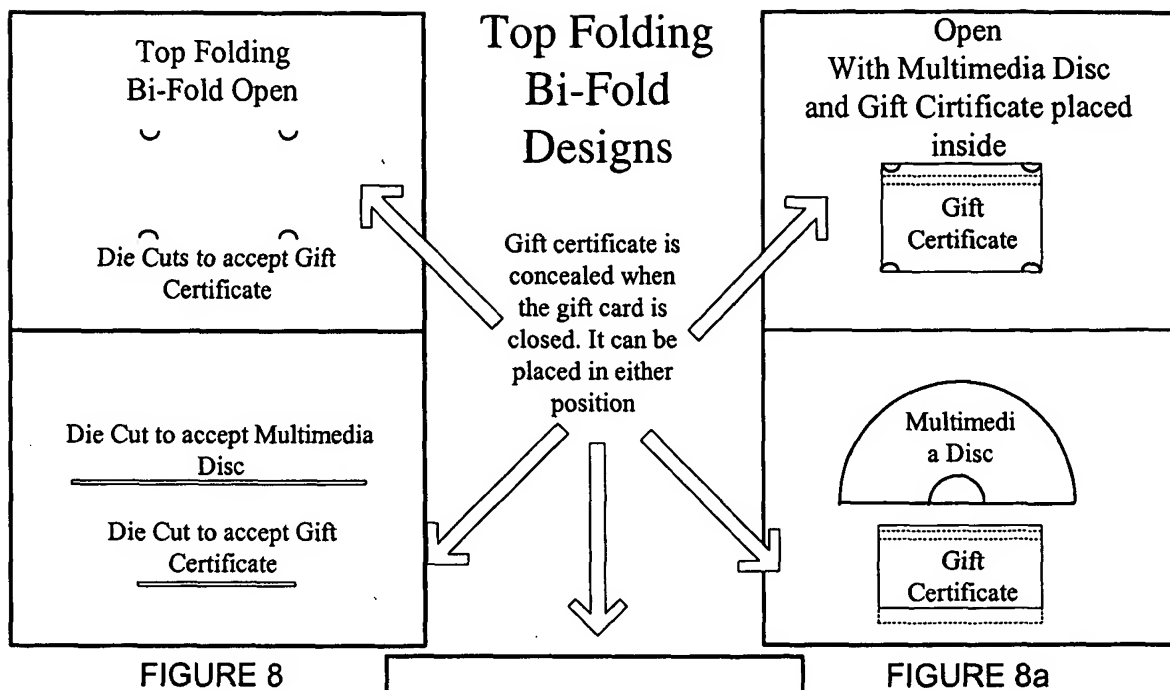 Top Folding
Bi-Fold Open
Die Cuts to accept Gift
Certificate
Die Cut to accept Multimedia
Disc
Die Cut to accept Gift
Certificate
FIGURE 8
Top Folding
Bi-Fold
Designs
Gift certificate is
concealed when
the gift card is
closed. It can be
placed in either
position
Open
With Multimedia Disc
and Gift Cirtificate placed
inside
Gift
Certificate
Multimedi
a Disc
Gift
Certificate
FIGURE 8a